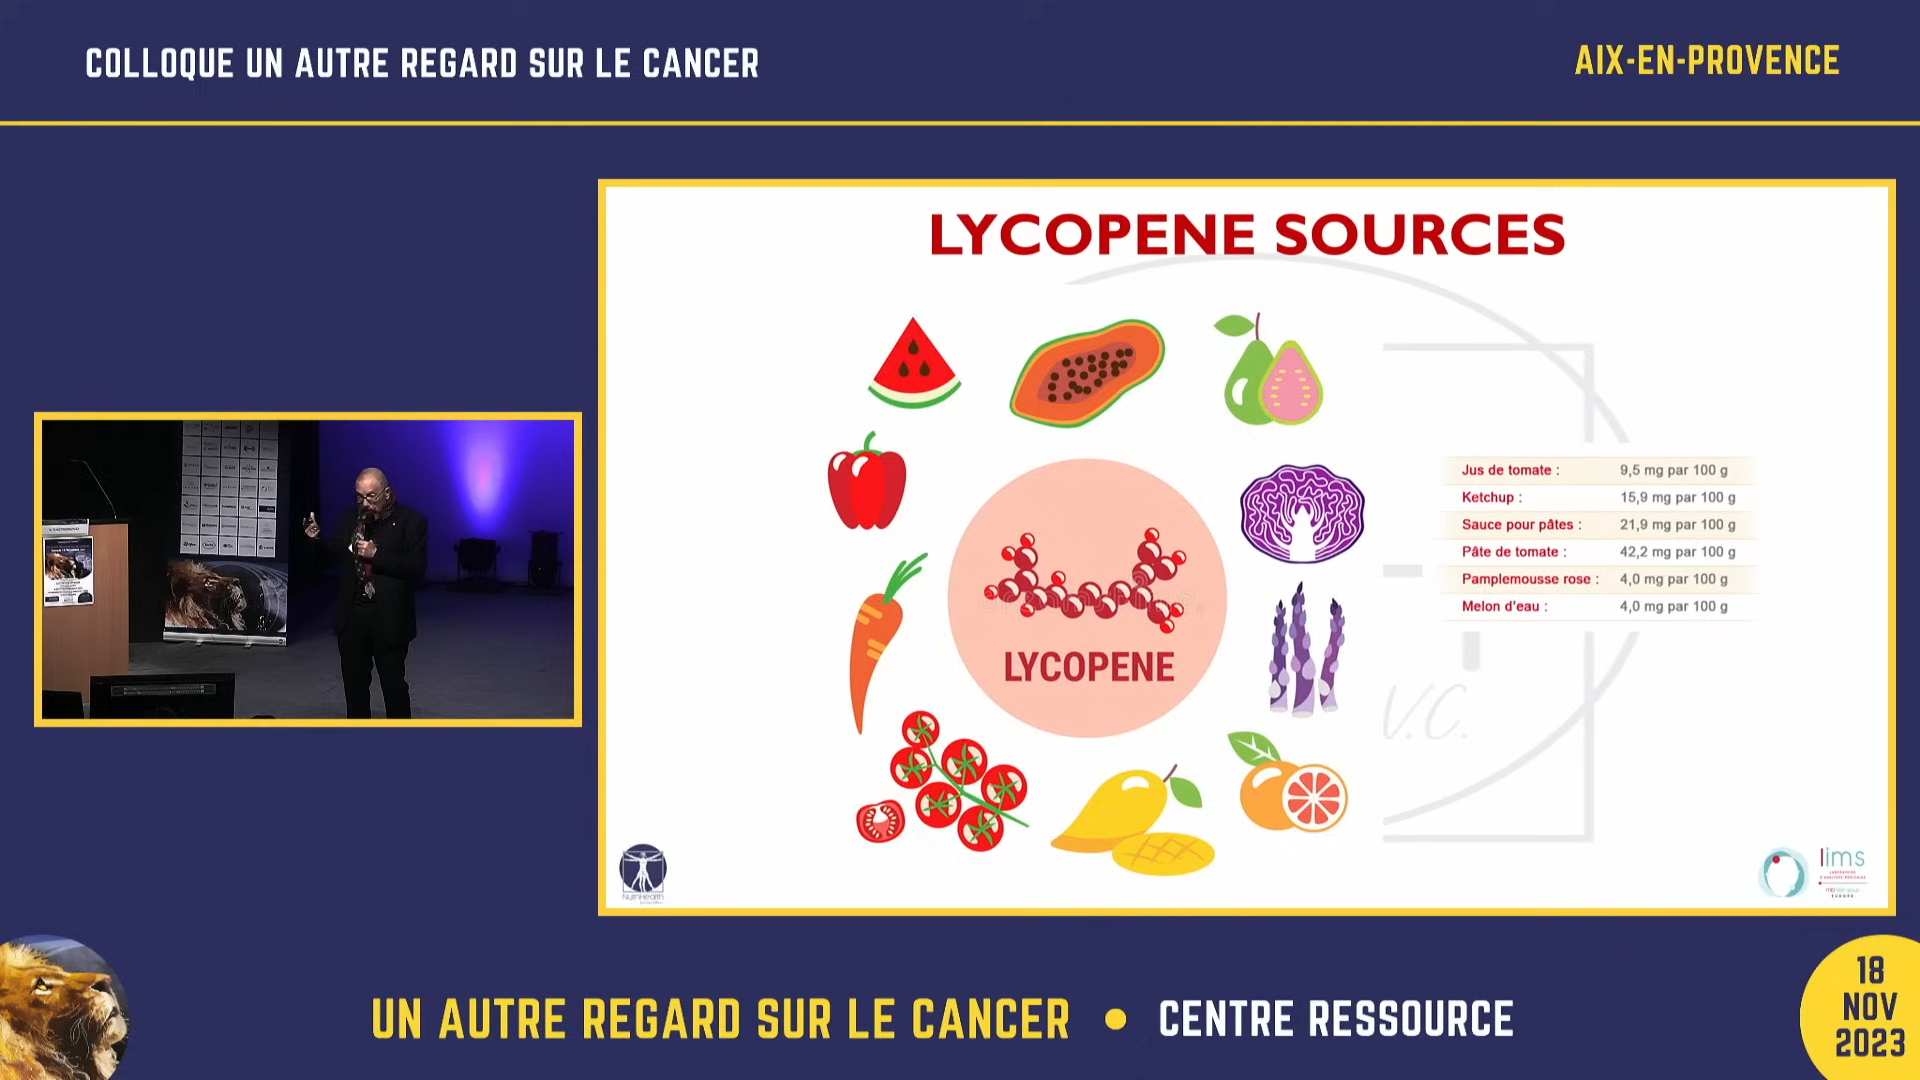 COLLOQUE UN AUTRE REGARD SUR LE CANCER
AIX-EN-PROVENCE
LYCOPENE SOURCES
LYCOPENE
Jus de tomate : 9,5 mg par 100 g
Ketchup : 15,9 mg par 100 g
Sauce pour pâtes : 21,9 mg par 100 g
Pâte de tomate : 42,2 mg par 100 g
Pamplemousse rose : 4,0 mg par 100 g
Melon d'eau : 4,0 mg par 100 g
V.C.
NutriHealth
lims
EUROPE
UN AUTRE REGARD SUR LE CANCER • CENTRE RESSOURCE
18
NOV
2023